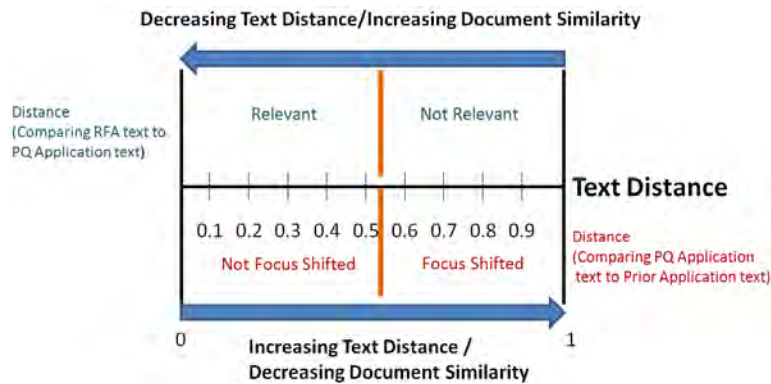 Decreasing Text Distance/Increasing Document Similarity
Distance
(Comparing RFA text to
PQ Application text)
Relevant
Not Relevant
Text Distance
0.1 0.2 0.3 0.4 0.5 0.6 0.7 0.8 0.9
Not Focus Shifted
Focus Shifted
Distance
(Comparing PQ Application
text to Prior Application text)
0
1
Increasing Text Distance /
Decreasing Document Similarity